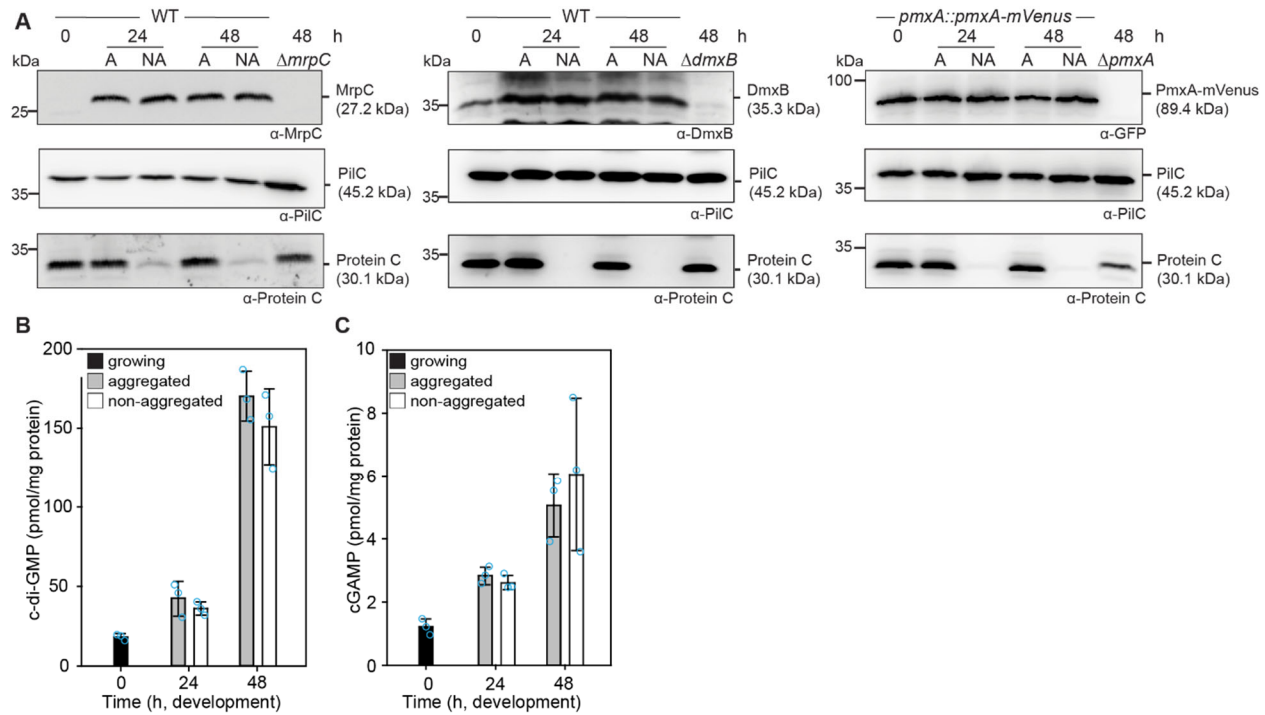 A
WT
0 24 48 48 h
A NA A NA ΔmrpC
kDa
25
MrpC
(27.2 kDa)
α-MrpC
35
PilC
(45.2 kDa)
α-PilC
35
Protein C
(30.1 kDa)
α-Protein C
WT
0 24 48 48 h
A NA A NA ΔdmxB
kDa
35
DmxB
(35.3 kDa)
α-DmxB
35
PilC
(45.2 kDa)
α-PilC
35
Protein C
(30.1 kDa)
α-Protein C
pmxA::pmxA-mVenus
0 24 48 48 h
A NA A NA ΔpmxA
kDa
100
PmxA-mVenus
(89.4 kDa)
α-GFP
35
PilC
(45.2 kDa)
α-PilC
35
Protein C
(30.1 kDa)
α-Protein C
B
c-di-GMP (pmol/mg protein)
200
150
100
50
0
growing
aggregated
non-aggregated
0 24 48
Time (h, development)
C
cGAMP (pmol/mg protein)
10
8
6
4
2
0
growing
aggregated
non-aggregated
0 24 48
Time (h, development)